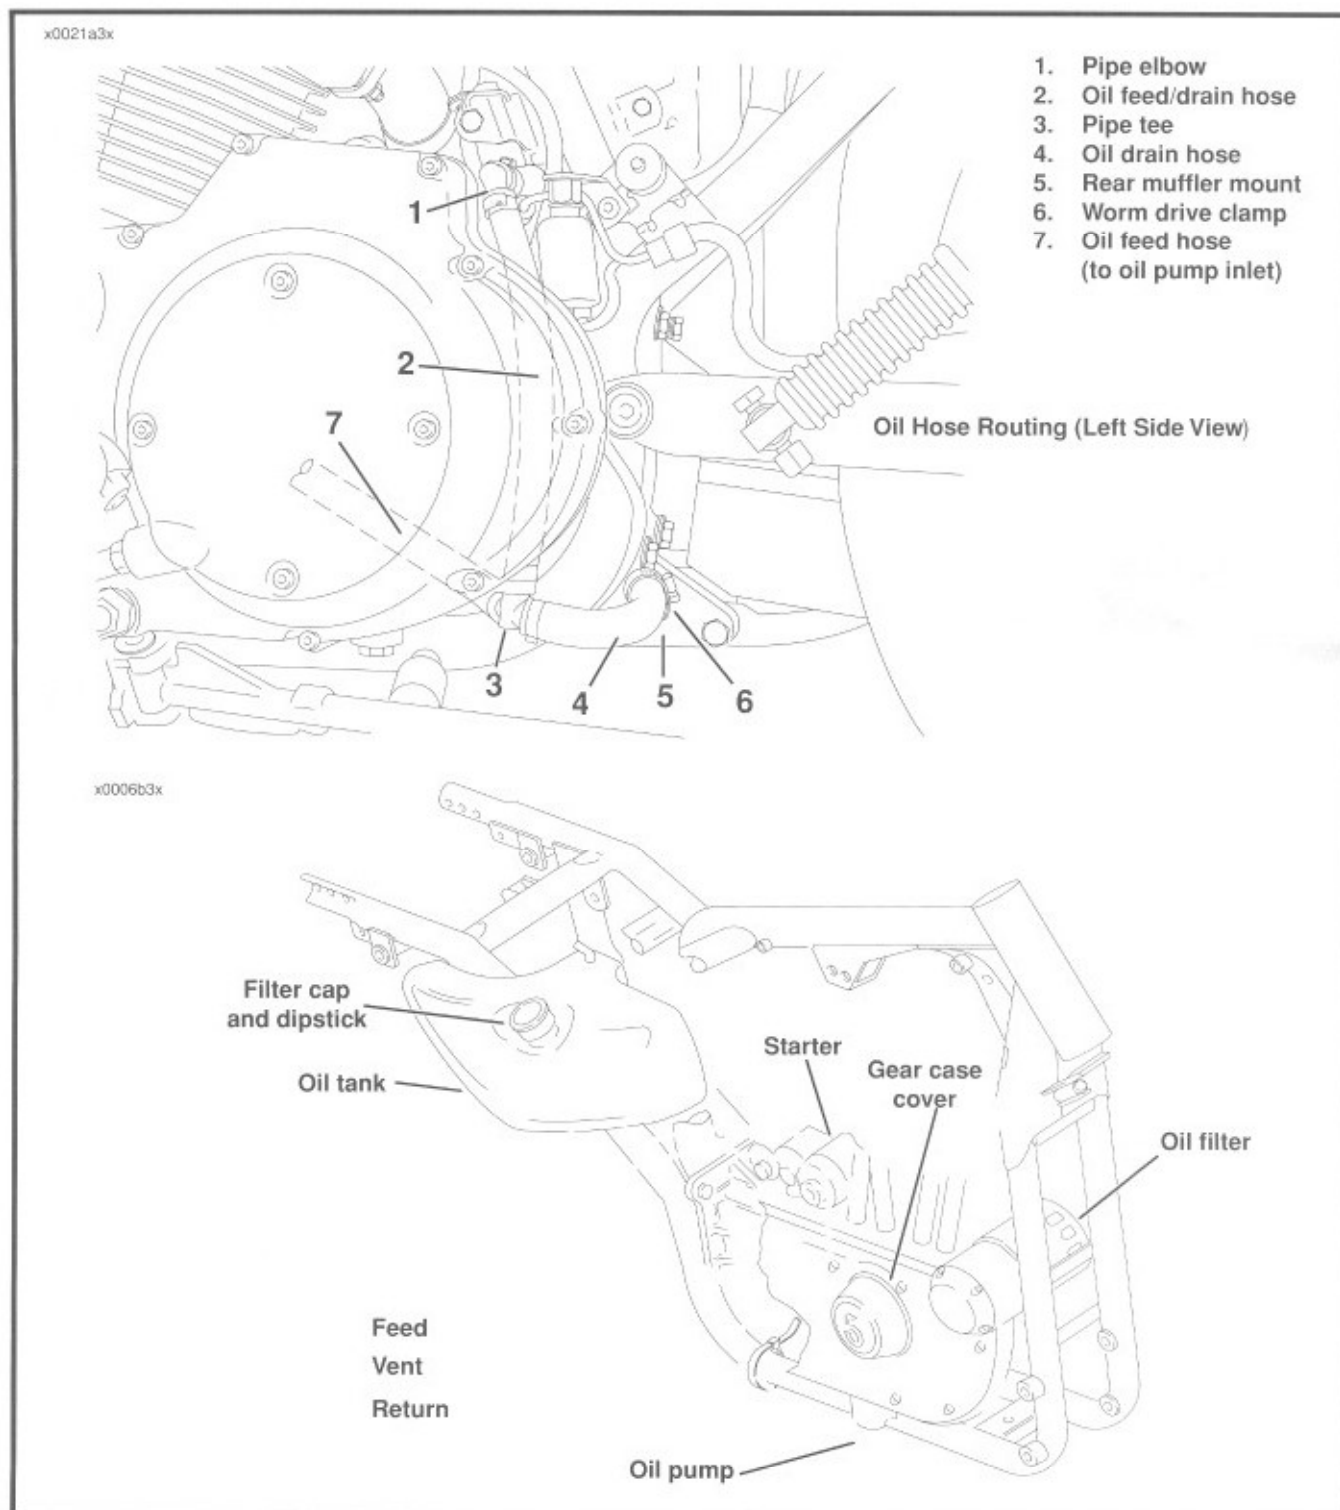 x0021a3x
1. Pipe elbow
2. Oil feed/drain hose
3. Pipe tee
4. Oil drain hose
5. Rear muffler mount
6. Worm drive clamp
7. Oil feed hose
(to oil pump inlet)
1
2
7
Oil Hose Routing (Left Side View)
3
4
5
6
x0006b3x
Filter cap
and dipstick
Oil tank
Starter
Gear case
cover
Oil filter
Feed
Vent
Return
Oil pump